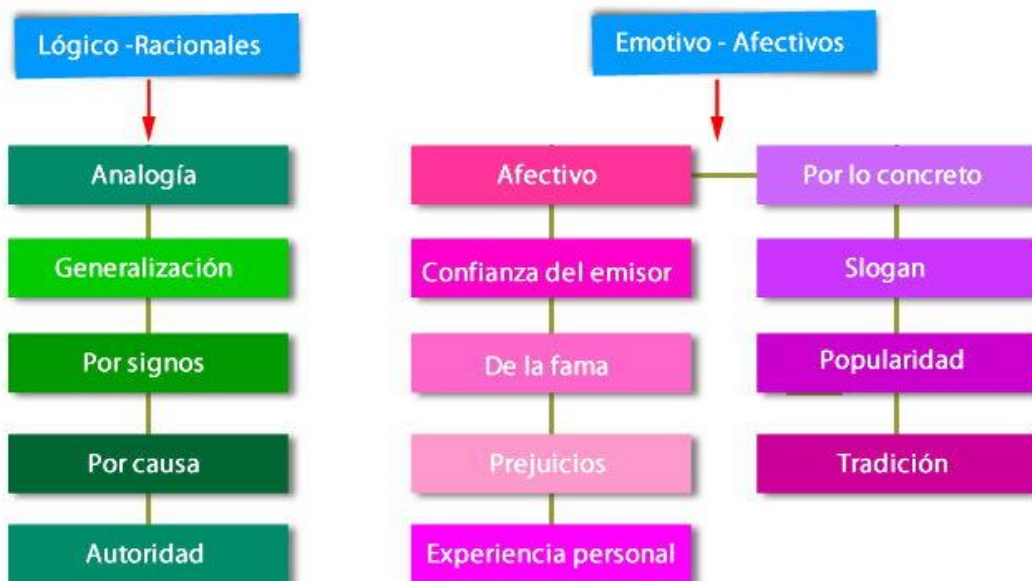 Lógico -Racionales
Analogía
Generalización
Por signos
Por causa
Autoridad
Emotivo - Afectivos
Afectivo
Confianza del emisor
De la fama
Prejuicios
Experiencia personal
Por lo concreto
Slogan
Popularidad
Tradición